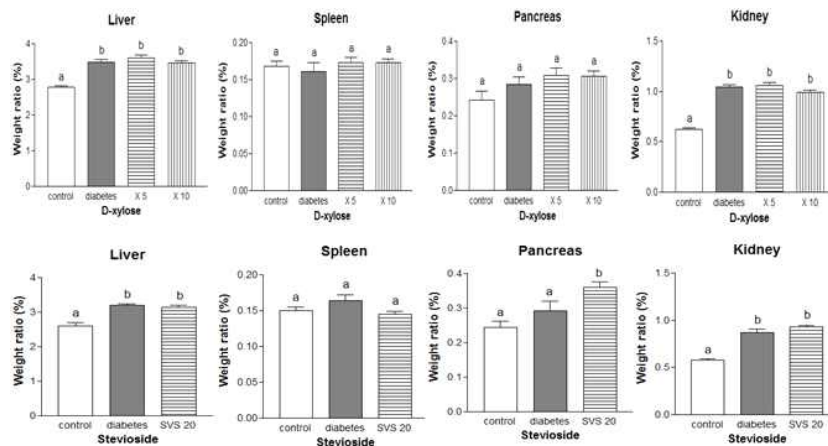 Liver
Weight ratio (%)
4
3
2
1
0
a
b
b
b
control
diabetes
X 5
X 10
D-xylose
Spleen
Weight ratio (%)
0.20
0.15
0.10
0.05
0.00
a
a
a
a
control
diabetes
X 5
X 10
D-xylose
Pancreas
Weight ratio (%)
0.4
0.3
0.2
0.1
0.0
a
a
a
a
control
diabetes
X 5
X 10
D-xylose
Kidney
Weight ratio (%)
1.5
1.0
0.5
0.0
a
b
b
b
control
diabetes
X 5
X 10
D-xylose
Liver
Weight ratio (%)
4
3
2
1
0
a
b
b
control
diabetes
SVS 20
Stevioside
Spleen
Weight ratio (%)
0.20
0.15
0.10
0.05
0.00
a
a
a
control
diabetes
SVS 20
Stevioside
Pancreas
Weight ratio (%)
0.4
0.3
0.2
0.1
0.0
a
a
b
control
diabetes
SVS 20
Stevioside
Kidney
Weight ratio (%)
1.5
1.0
0.5
0.0
a
b
b
control
diabetes
SVS 20
Stevioside